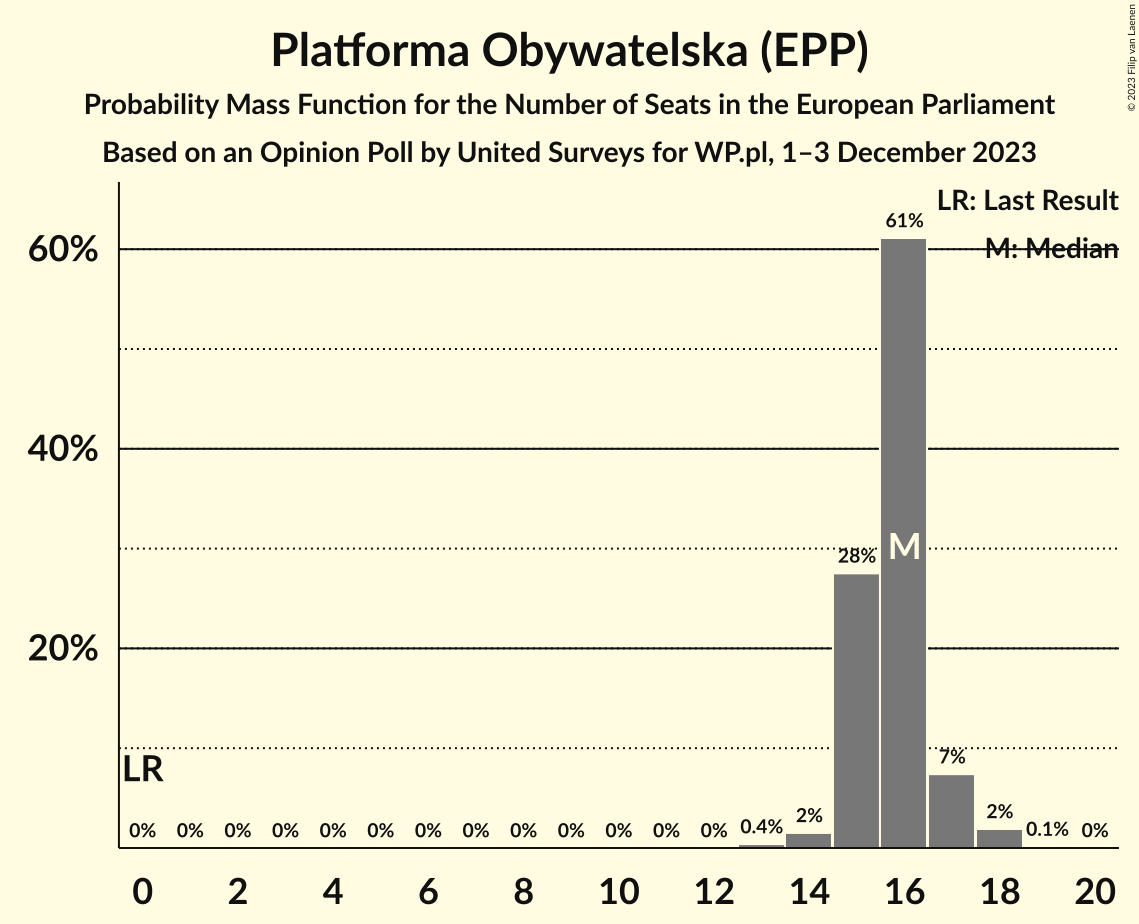 Platforma Obywatelska (EPP)
Probability Mass Function for the Number of Seats in the European Parliament
Based on an Opinion Poll by United Surveys for WP.pl, 1–3 December 2023
© 2023 Filip van Laenen
LR: Last Result
M: Median
60%
40%
20%
61%
M
28%
LR
7%
0% 0% 0% 0% 0% 0% 0% 0% 0% 0% 0% 0% 0% 0.4% 2% 2% 0.1% 0%
0 2 4 6 8 10 12 14 16 18 20